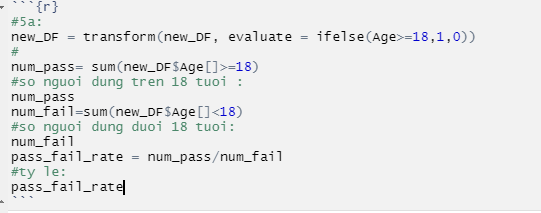 ```{r}
#5a:
new_DF = transform(new_DF, evaluate = ifelse(Age>=18,1,0))
#
num_pass= sum(new_DF$Age[]>=18)
#so nguoi dung tren 18 tuoi :
num_pass
num_fail=sum(new_DF$Age[]<18)
#so nguoi dung duoi 18 tuoi:
num_fail
pass_fail_rate = num_pass/num_fail
#ty le:
pass_fail_rate
```